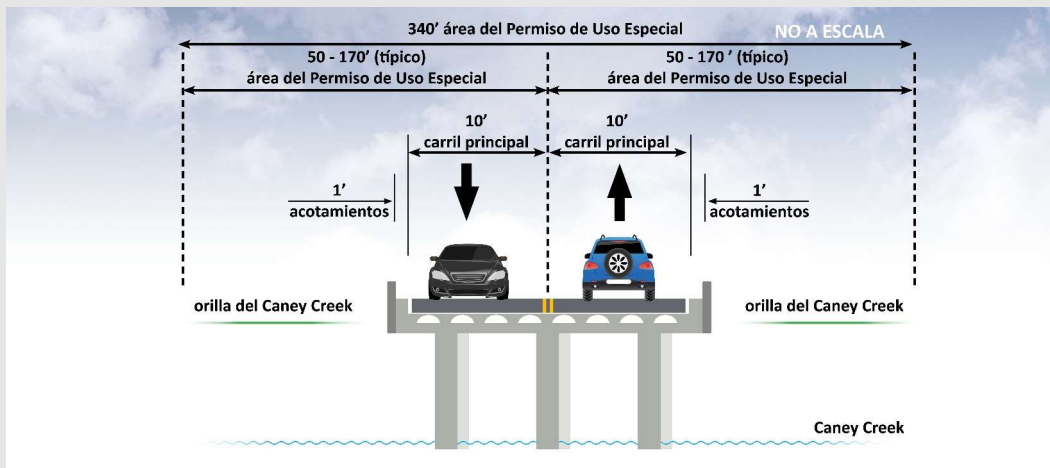 340’ área del Permiso de Uso Especial
NO A ESCALA
50 - 170’ (típico)
área del Permiso de Uso Especial
50 - 170 ’ (típico)
área del Permiso de Uso Especial
10’
carril principal
10’
carril principal
1’
acotamientos
1’
acotamientos
orilla del Caney Creek
orilla del Caney Creek
Caney Creek